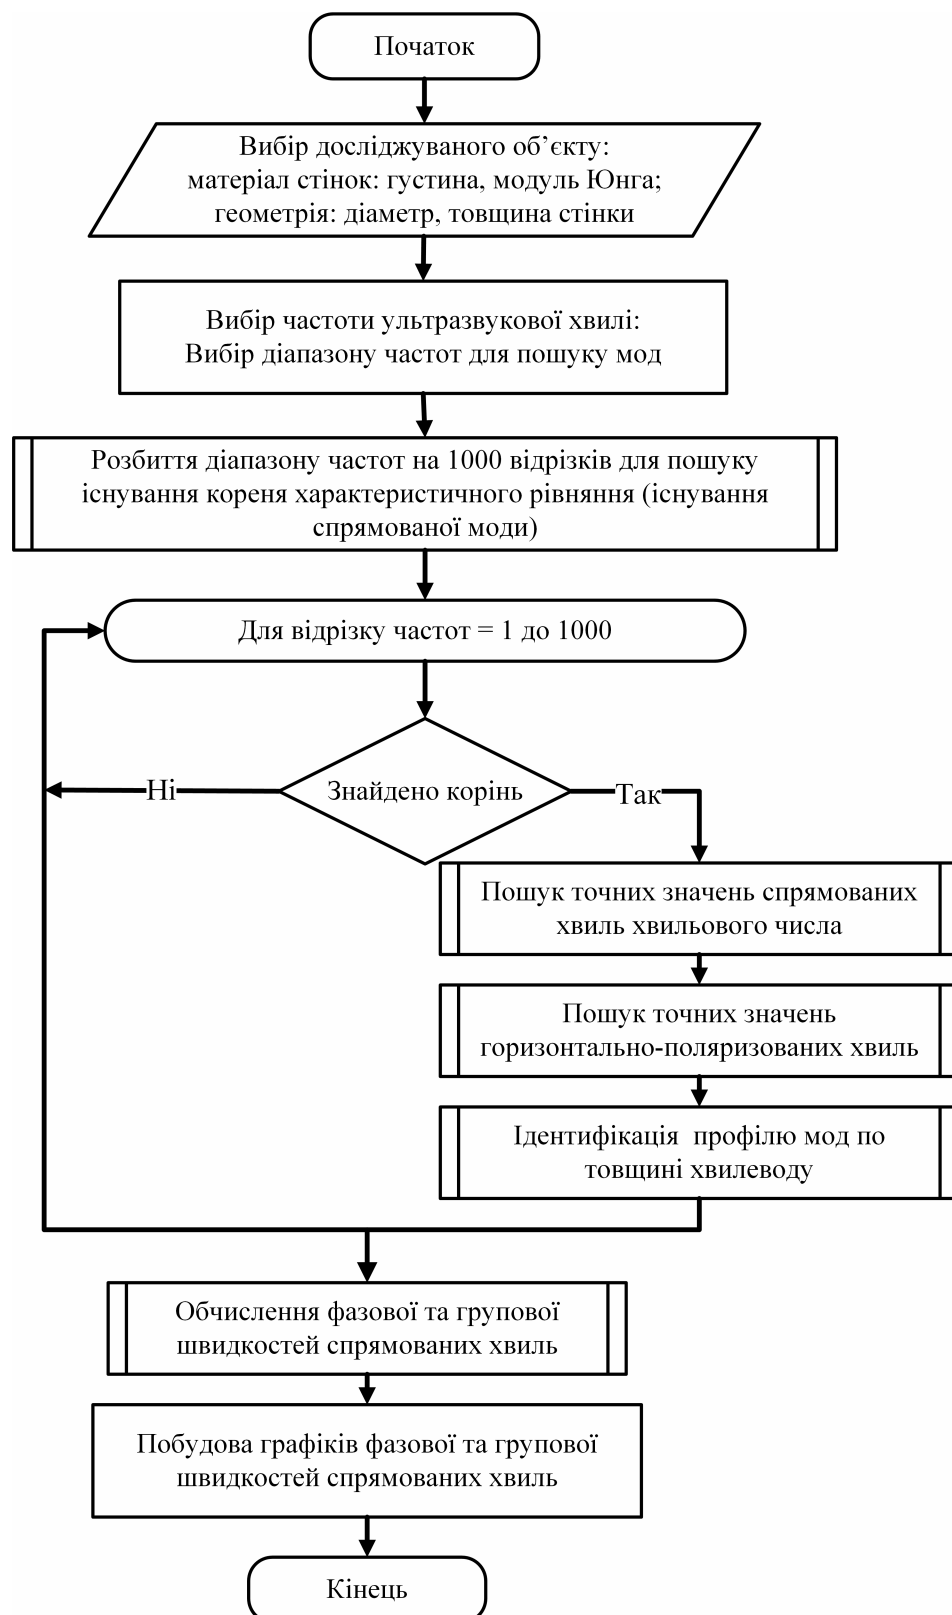 Початок
Вибір досліджуваного об’єкту:
матеріал стінок: густина, модуль Юнга;
геометрія: діаметр, товщина стінки
Вибір частоти ультразвукової хвилі:
Вибір діапазону частот для пошуку мод
Розбиття діапазону частот на 1000 відрізків для пошуку
існування кореня характеристичного рівняння (існування
спрямованої моди)
Для відрізку частот = 1 до 1000
Знайдено корінь
Ні
Так
Пошук точних значень спрямованих
хвиль хвильового числа
Пошук точних значень
горизонтально-поляризованих хвиль
Ідентифікація профілю мод по
товщині хвилеводу
Обчислення фазової та групової
швидкостей спрямованих хвиль
Побудова графіків фазової та групової
швидкостей спрямованих хвиль
Кінець